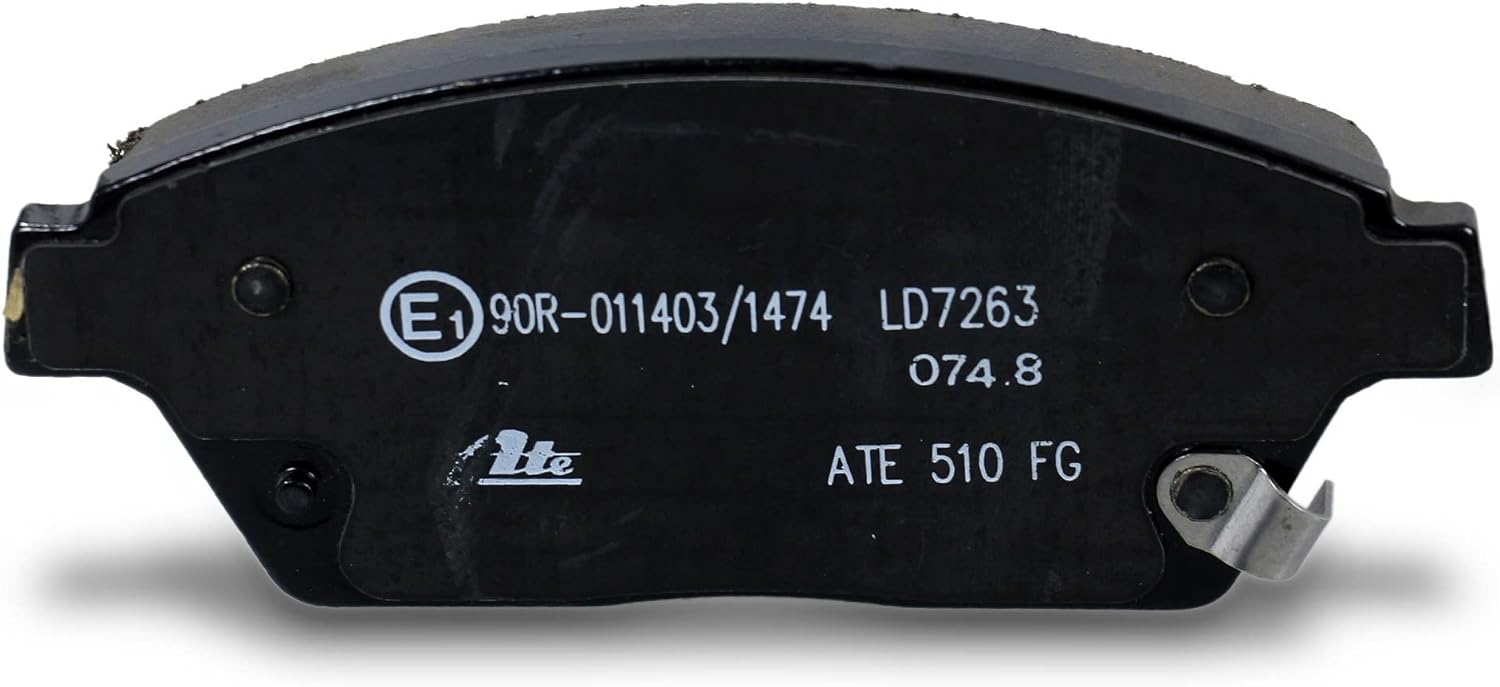 E1 90R-011403/1474 LD7263
074.8
Ate ATE 510 FG